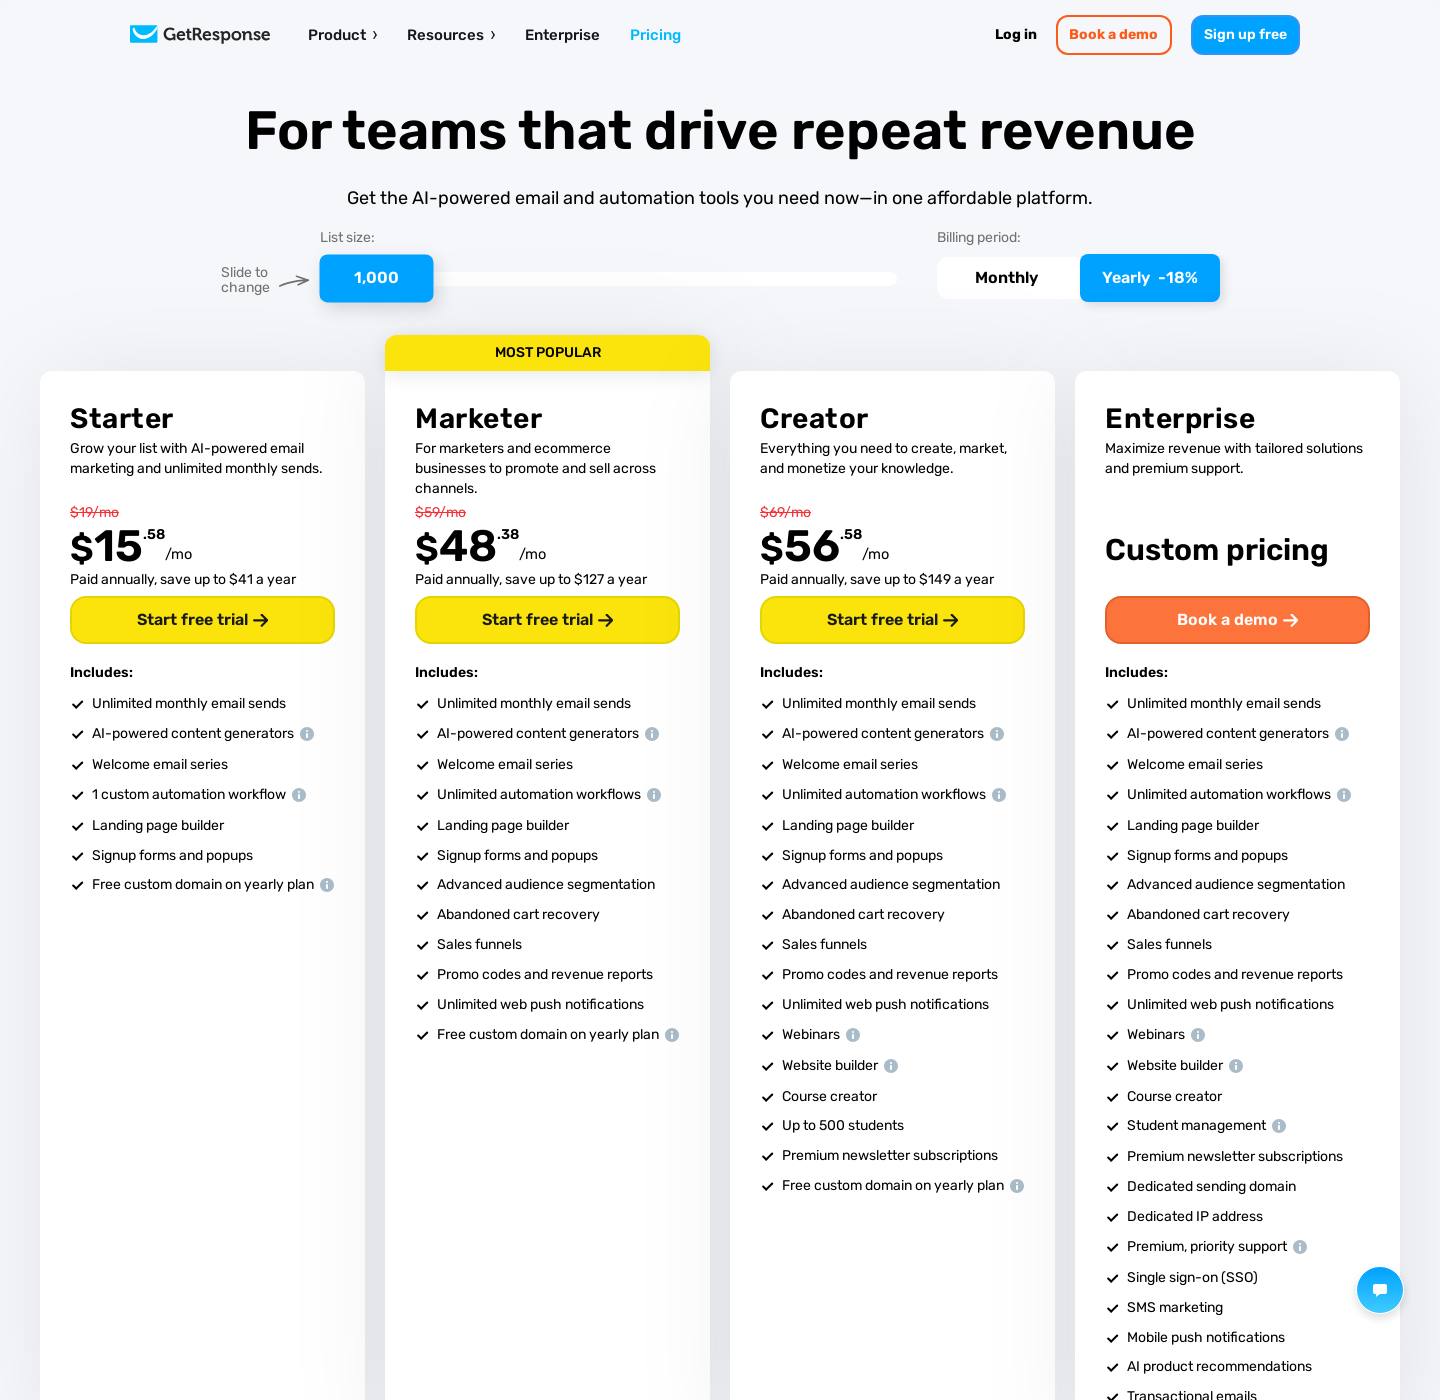 GetResponse
Product
Resources
Enterprise
Pricing
Log in
Book a demo
Sign up free
For teams that drive repeat revenue
Get the AI-powered email and automation tools you need now—in one affordable platform.
List size:
Slide to
change
1,000
Billing period:
Monthly
Yearly -18%
MOST POPULAR
Starter
Grow your list with AI-powered email
marketing and unlimited monthly sends.
$19/mo
$15.58/mo
Paid annually, save up to $41 a year
Start free trial
Includes:
Unlimited monthly email sends
AI-powered content generators
Welcome email series
1 custom automation workflow
Landing page builder
Signup forms and popups
Free custom domain on yearly plan
Marketer
For marketers and ecommerce
businesses to promote and sell across
channels.
$59/mo
$48.38/mo
Paid annually, save up to $127 a year
Start free trial
Includes:
Unlimited monthly email sends
AI-powered content generators
Welcome email series
Unlimited automation workflows
Landing page builder
Signup forms and popups
Advanced audience segmentation
Abandoned cart recovery
Sales funnels
Promo codes and revenue reports
Unlimited web push notifications
Free custom domain on yearly plan
Creator
Everything you need to create, market,
and monetize your knowledge.
$69/mo
$56.58/mo
Paid annually, save up to $149 a year
Start free trial
Includes:
Unlimited monthly email sends
AI-powered content generators
Welcome email series
Unlimited automation workflows
Landing page builder
Signup forms and popups
Advanced audience segmentation
Abandoned cart recovery
Sales funnels
Promo codes and revenue reports
Unlimited web push notifications
Webinars
Website builder
Course creator
Up to 500 students
Premium newsletter subscriptions
Free custom domain on yearly plan
Enterprise
Maximize revenue with tailored solutions
and premium support.
Custom pricing
Book a demo
Includes:
Unlimited monthly email sends
AI-powered content generators
Welcome email series
Unlimited automation workflows
Landing page builder
Signup forms and popups
Advanced audience segmentation
Abandoned cart recovery
Sales funnels
Promo codes and revenue reports
Unlimited web push notifications
Webinars
Website builder
Course creator
Student management
Premium newsletter subscriptions
Dedicated sending domain
Dedicated IP address
Premium, priority support
Single sign-on (SSO)
SMS marketing
Mobile push notifications
AI product recommendations
Transactional emails